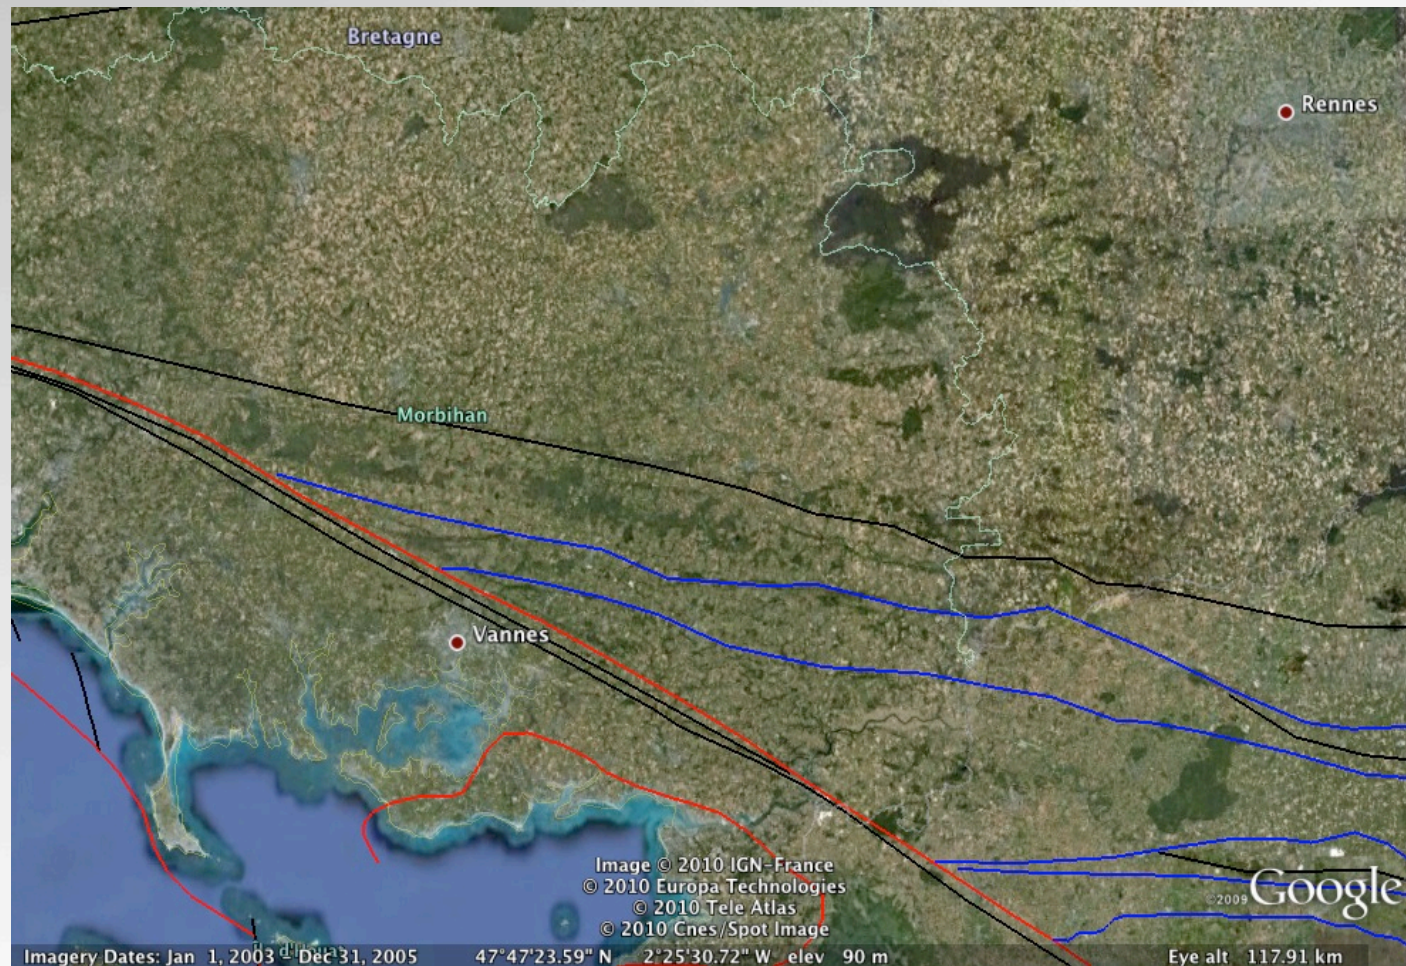 Bretagne
Rennes
Morbihan
Vannes
Image © 2010 IGN-France
© 2010 Europa Technologies
© 2010 Tele Atlas
© 2010 Cnes/Spot Image
©2009 Google
Imagery Dates: Jan 1, 2003 - Dec 31, 2005 47°47'23.59" N 2°25'30.72" W elev 90 m Eye alt 117.91 km